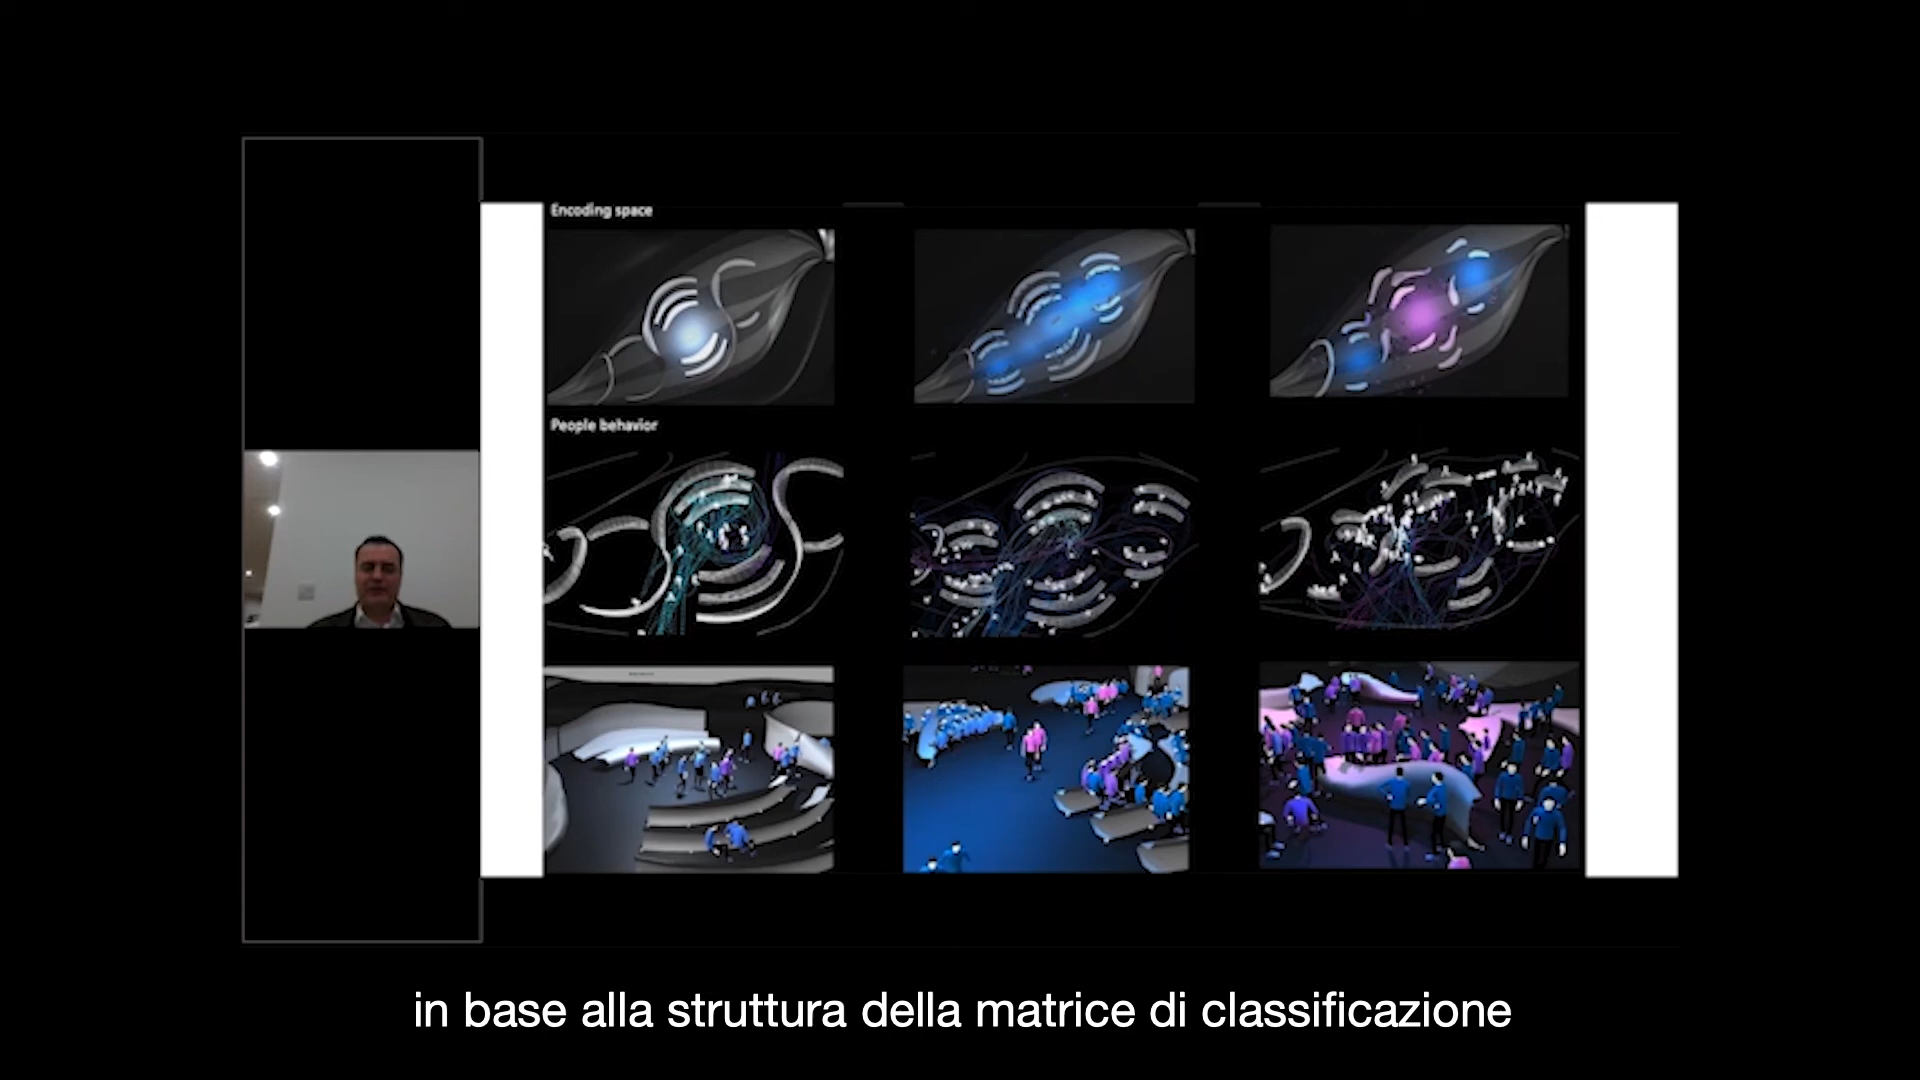 Encoding space
People behavior
in base alla struttura della matrice di classificazione